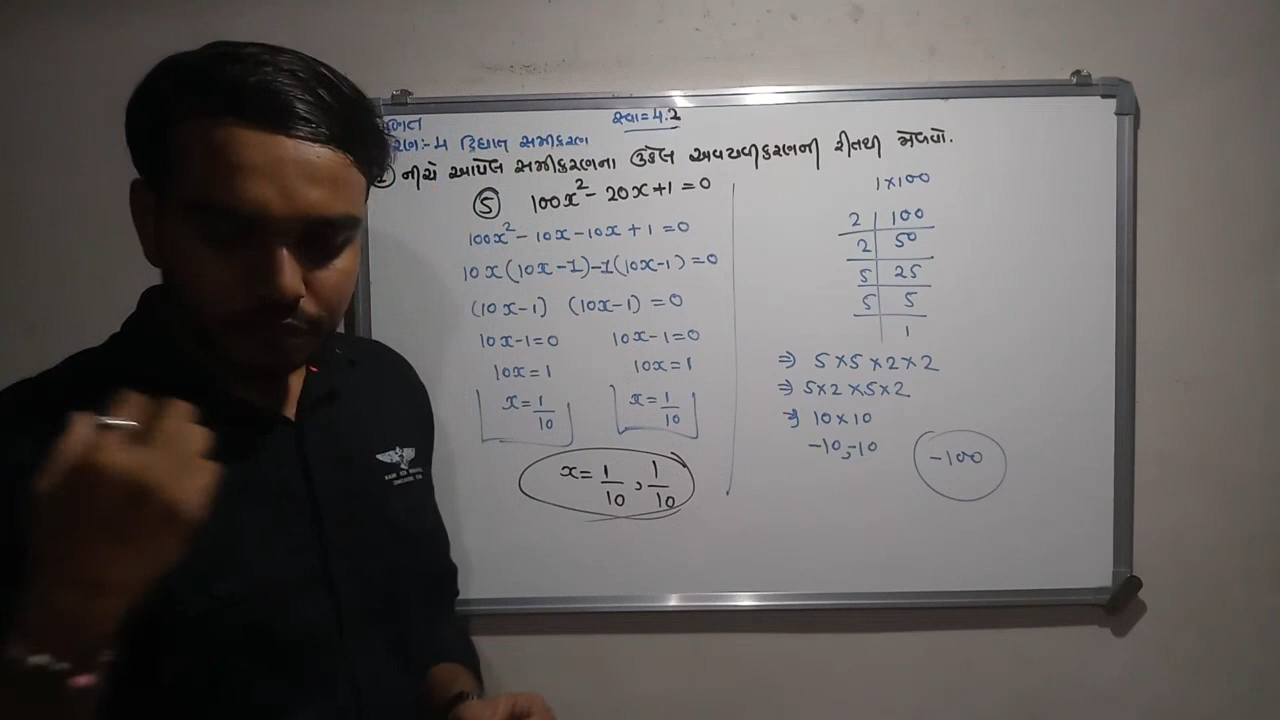 સ્વા = 4.2
4 દ્વિઘાત સમીકરણ
નીચે આપેલ સમીકરણના ઉકેલ અવયવીકરણની રીતથી મેળવો.
⑤ 100x² - 20x + 1 = 0
100x² - 10x - 10x + 1 = 0
10x(10x - 1) - 1(10x - 1) = 0
(10x - 1) (10x - 1) = 0
10x - 1 = 0 10x - 1 = 0
10x = 1 10x = 1
x = 1/10 x = 1/10
x = 1/10, 1/10
1 × 100
2 | 100
2 | 50
5 | 25
5 | 5
1
⇒ 5 × 5 × 2 × 2
⇒ 5 × 2 × 5 × 2
⇒ 10 × 10
-10, -10
-100